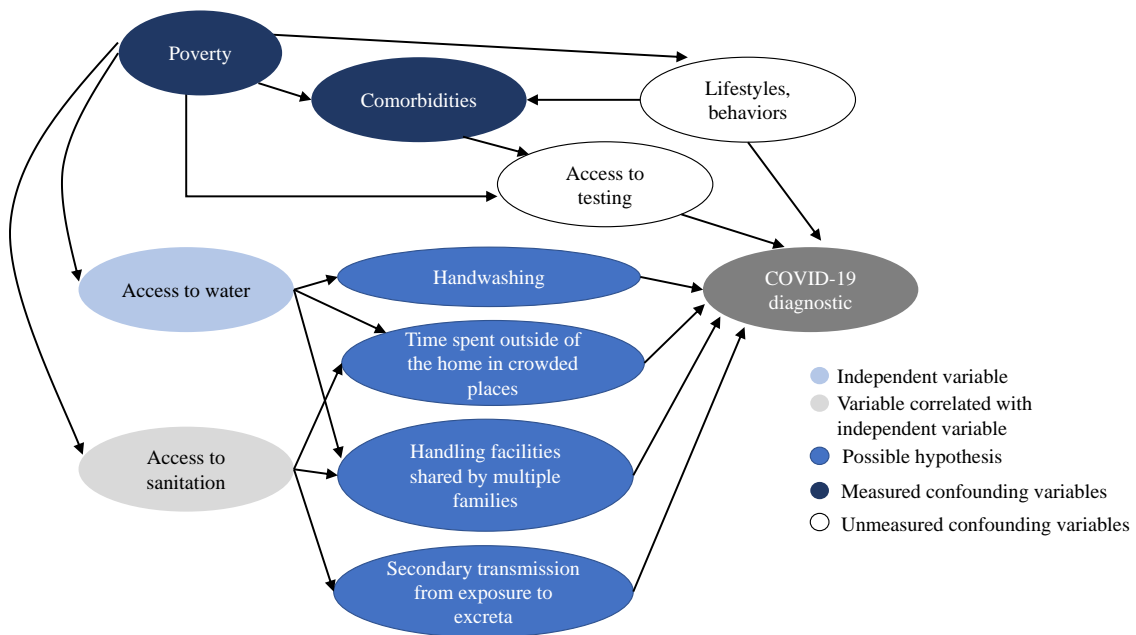 Poverty
Comorbidities
Lifestyles,
behaviors
Access to
testing
Access to water
Handwashing
COVID-19
diagnostic
Time spent outside of
the home in crowded
places
Access to
sanitation
Handling facilities
shared by multiple
families
Secondary transmission
from exposure to
excreta
Independent variable
Variable correlated with
independent variable
Possible hypothesis
Measured confounding variables
Unmeasured confounding variables